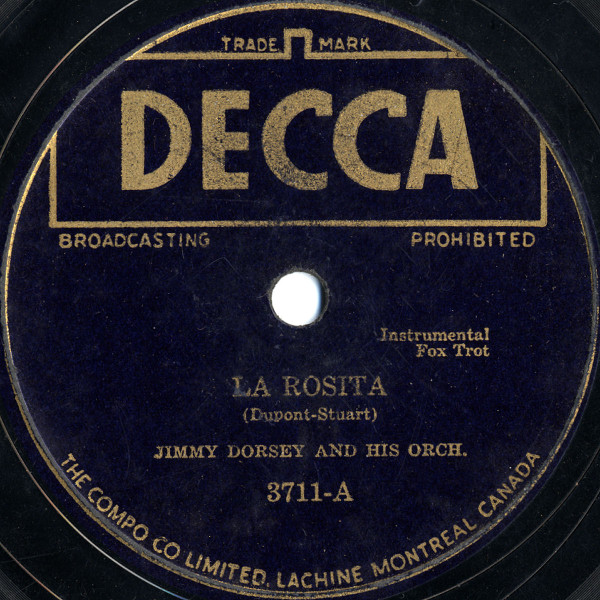 TRADE MARK
DECCA
BROADCASTING PROHIBITED
Instrumental
Fox Trot
LA ROSITA
(Dupont-Stuart)
JIMMY DORSEY AND HIS ORCH.
3711-A
THE COMPO CO LIMITED, LACHINE MONTREAL CANADA